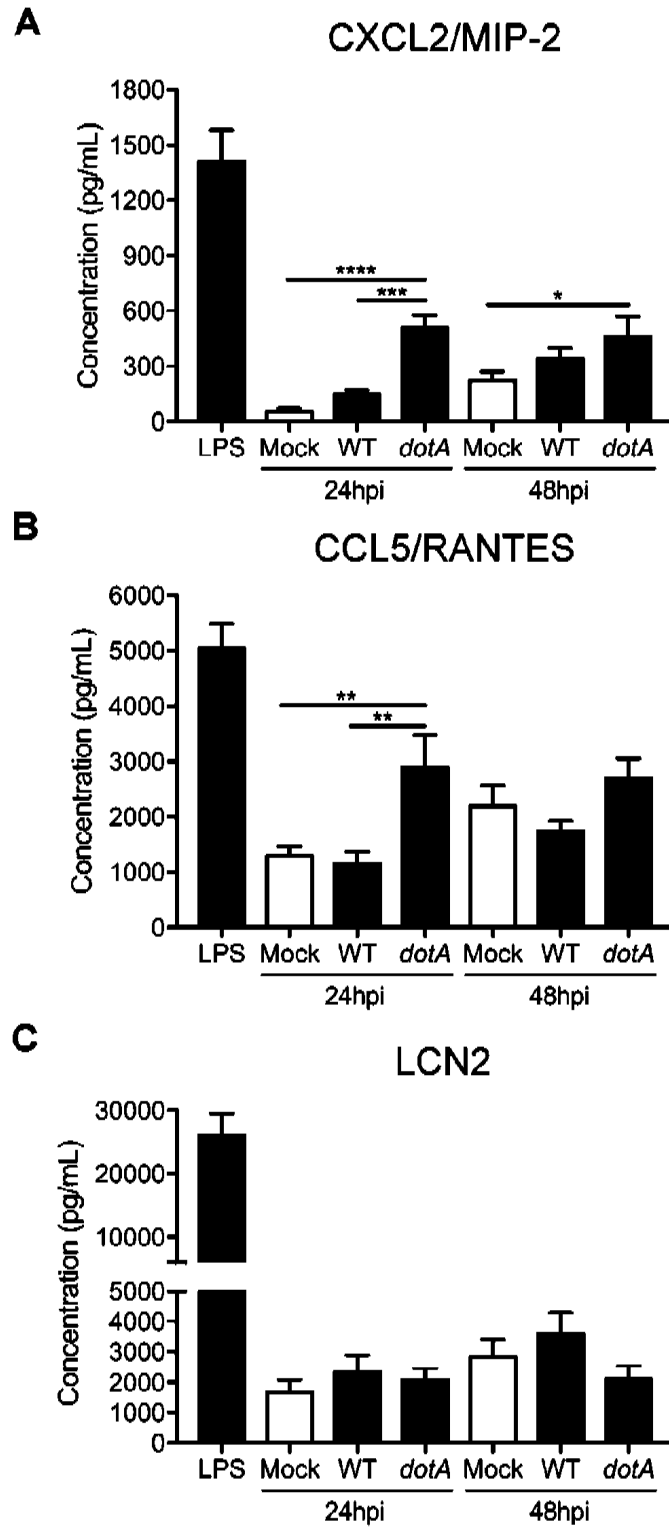 A
CXCL2/MIP-2
Concentration (pg/mL)
1800
1500
1200
900
600
300
0
****
***
*
LPS Mock WT dotA Mock WT dotA
24hpi 48hpi
B
CCL5/RANTES
Concentration (pg/mL)
6000
5000
4000
3000
2000
1000
0
**
**
LPS Mock WT dotA Mock WT dotA
24hpi 48hpi
C
LCN2
Concentration (pg/mL)
30000
20000
10000
5000
4000
3000
2000
1000
0
LPS Mock WT dotA Mock WT dotA
24hpi 48hpi